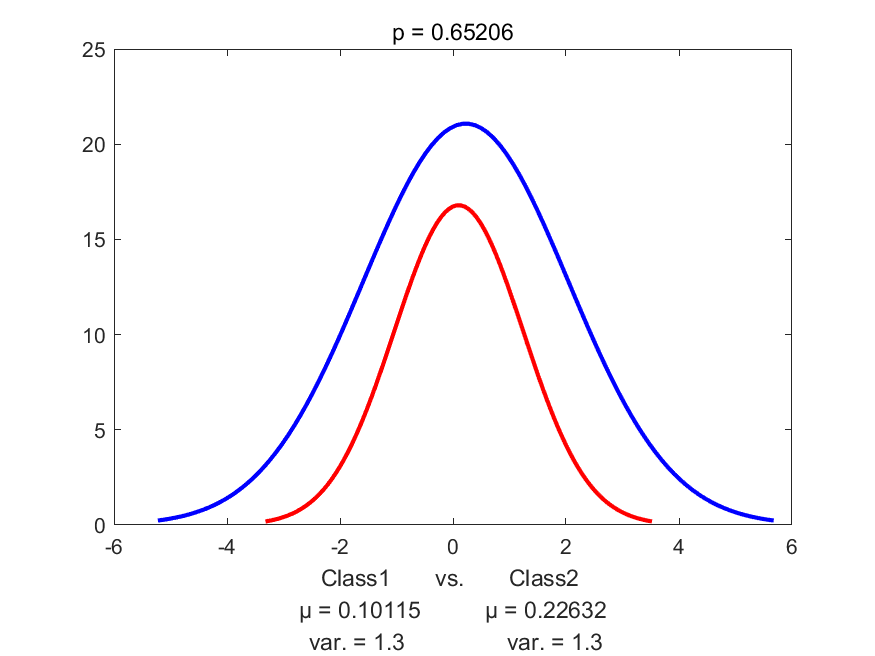 p = 0.65206
25
20
15
10
5
0
-6 -4 -2 0 2 4 6
Class1 vs. Class2
μ = 0.10115 μ = 0.22632
var. = 1.3 var. = 1.3